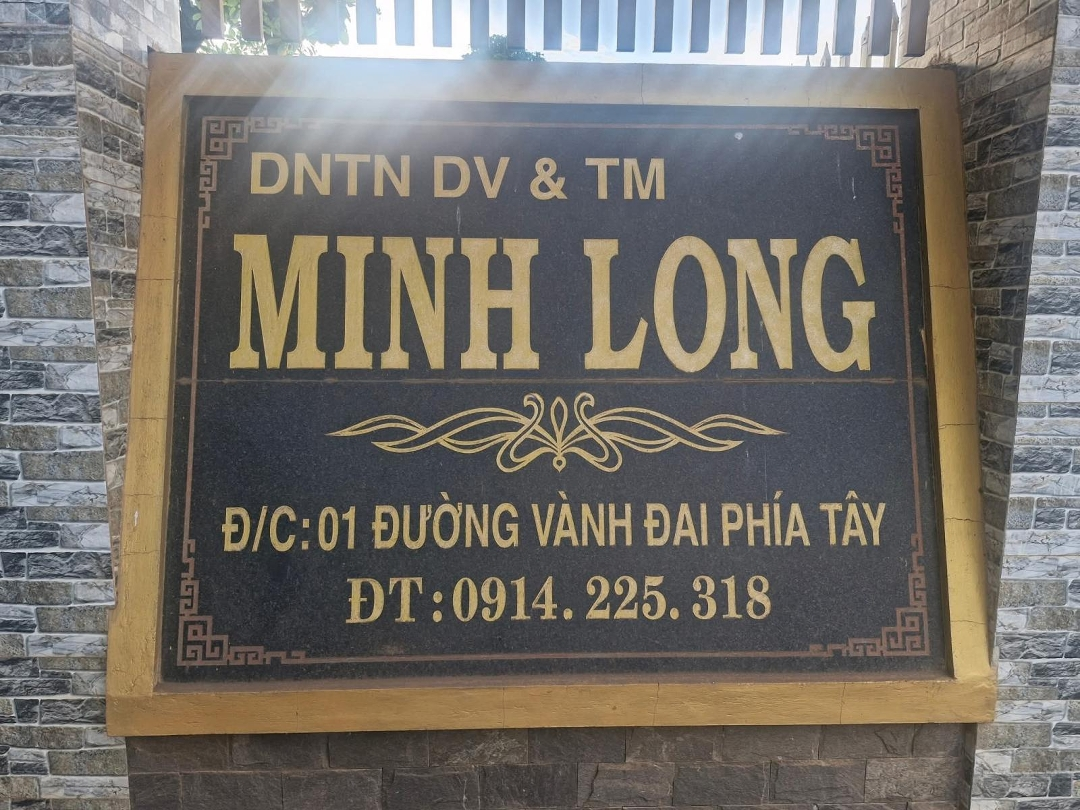 DNTN DV & TM
MINH LONG
Đ/C:01 ĐƯỜNG VÀNH ĐAI PHÍA TÂY
ĐT:0914.225.318